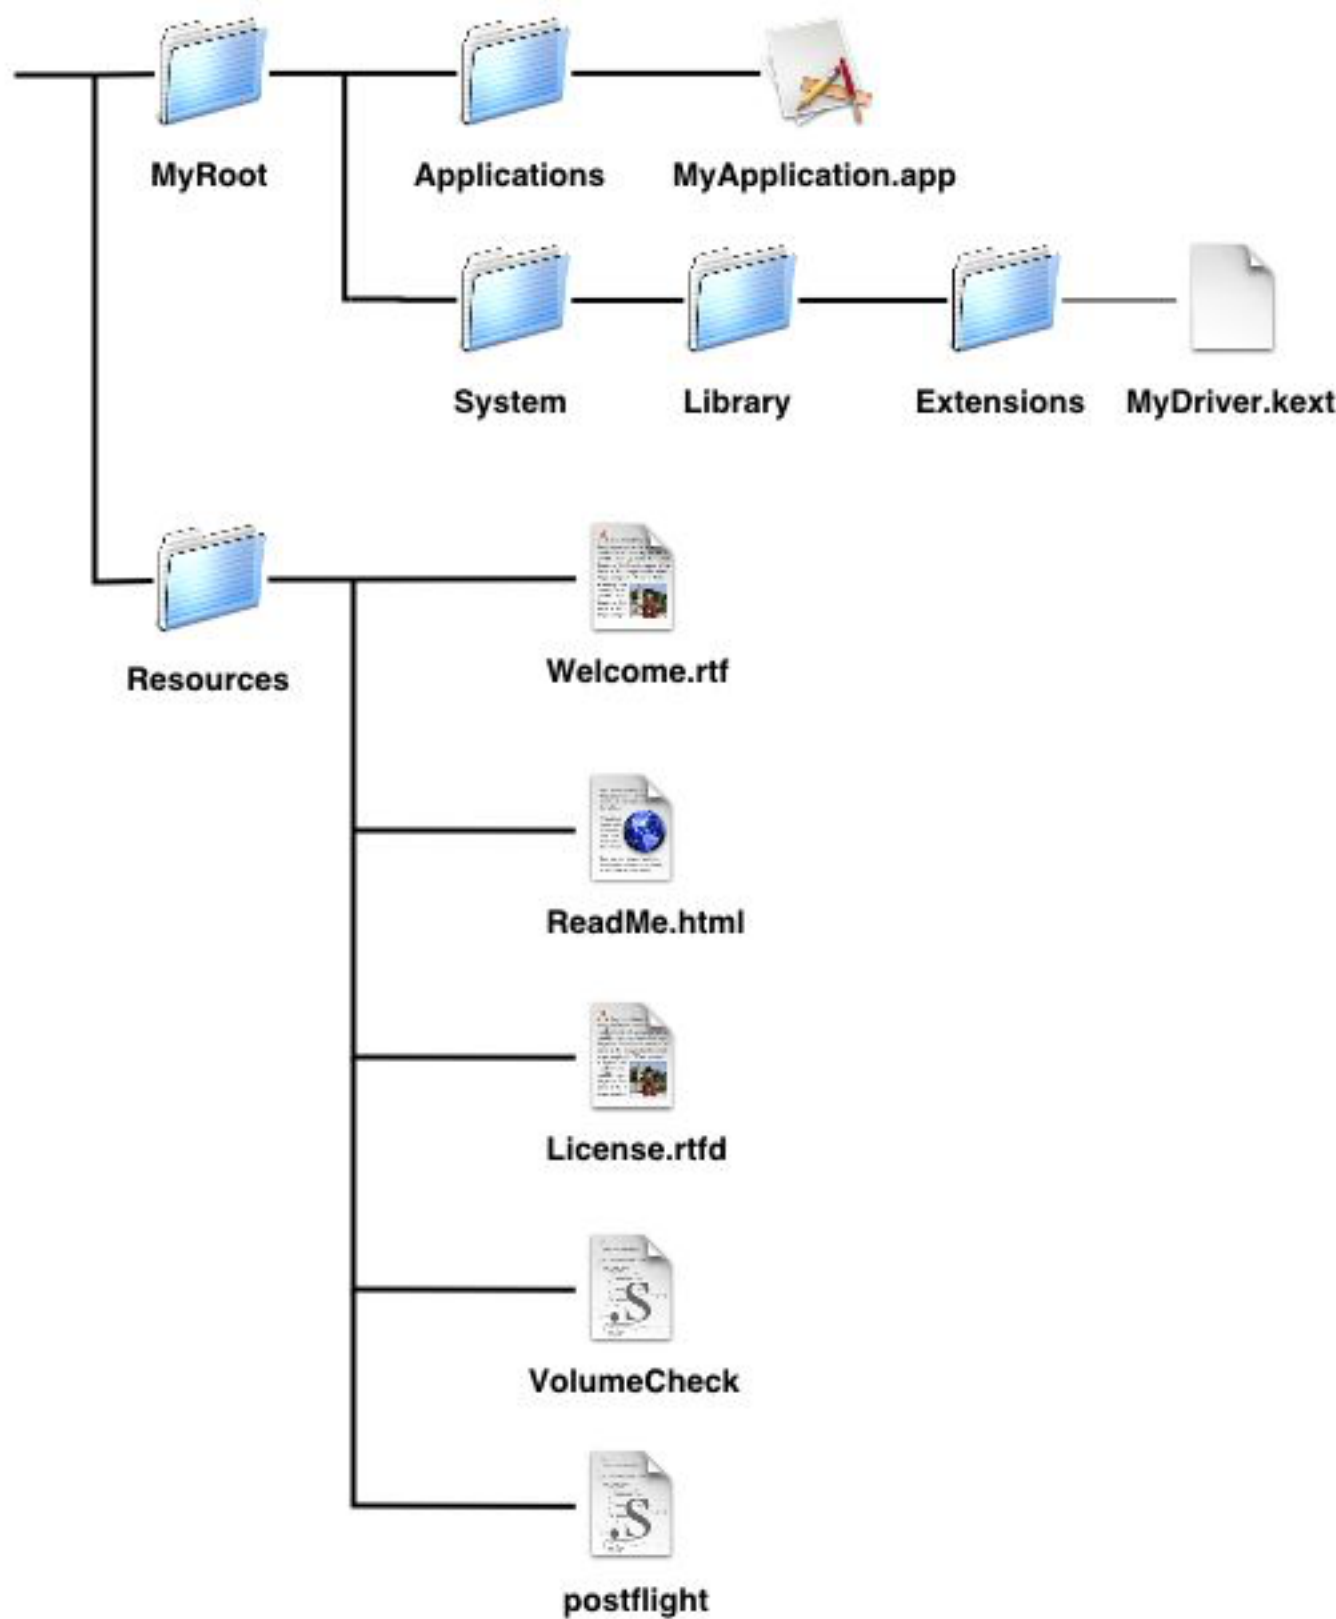 MyRoot
Applications
MyApplication.app
System
Library
Extensions
MyDriver.kext
Resources
Welcome.rtf
ReadMe.html
License.rtfd
VolumeCheck
postflight